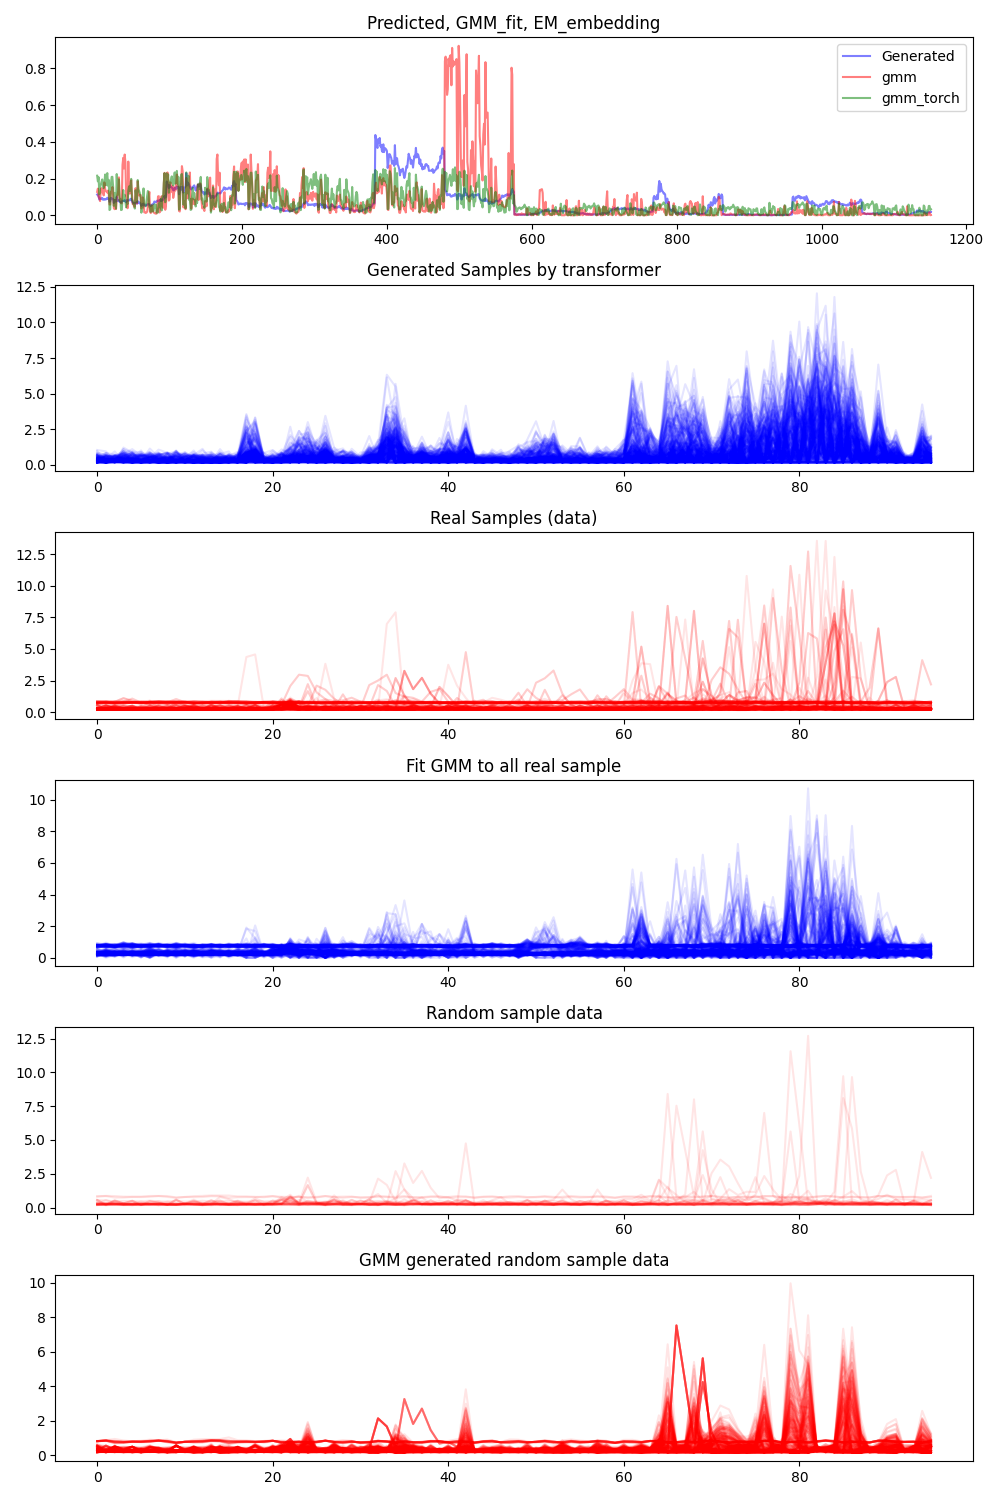 Predicted, GMM_fit, EM_embedding
0.8
0.6
0.4
0.2
0.0
Generated
gmm
gmm_torch
0 200 400 600 800 1000 1200
Generated Samples by transformer
12.5
10.0
7.5
5.0
2.5
0.0
0 20 40 60 80
Real Samples (data)
12.5
10.0
7.5
5.0
2.5
0.0
0 20 40 60 80
Fit GMM to all real sample
10
8
6
4
2
0
0 20 40 60 80
Random sample data
12.5
10.0
7.5
5.0
2.5
0.0
0 20 40 60 80
GMM generated random sample data
10
8
6
4
2
0
0 20 40 60 80